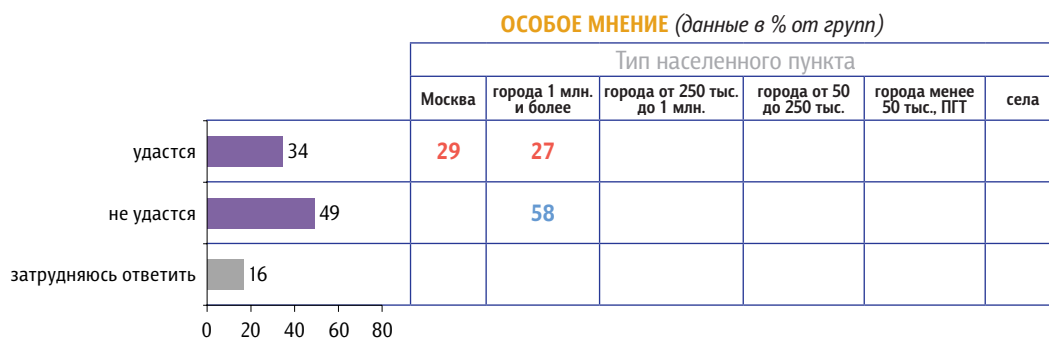 ОСОБОЕ МНЕНИЕ (данные в % от групп)
Тип населенного пункта
Москва
города 1 млн.
и более
города от 250 тыс.
до 1 млн.
города от 50
до 250 тыс.
города менее
50 тыс., ПГТ
села
удастся 34 29 27
не удастся 49 58
затрудняюсь ответить 16
0 20 40 60 80